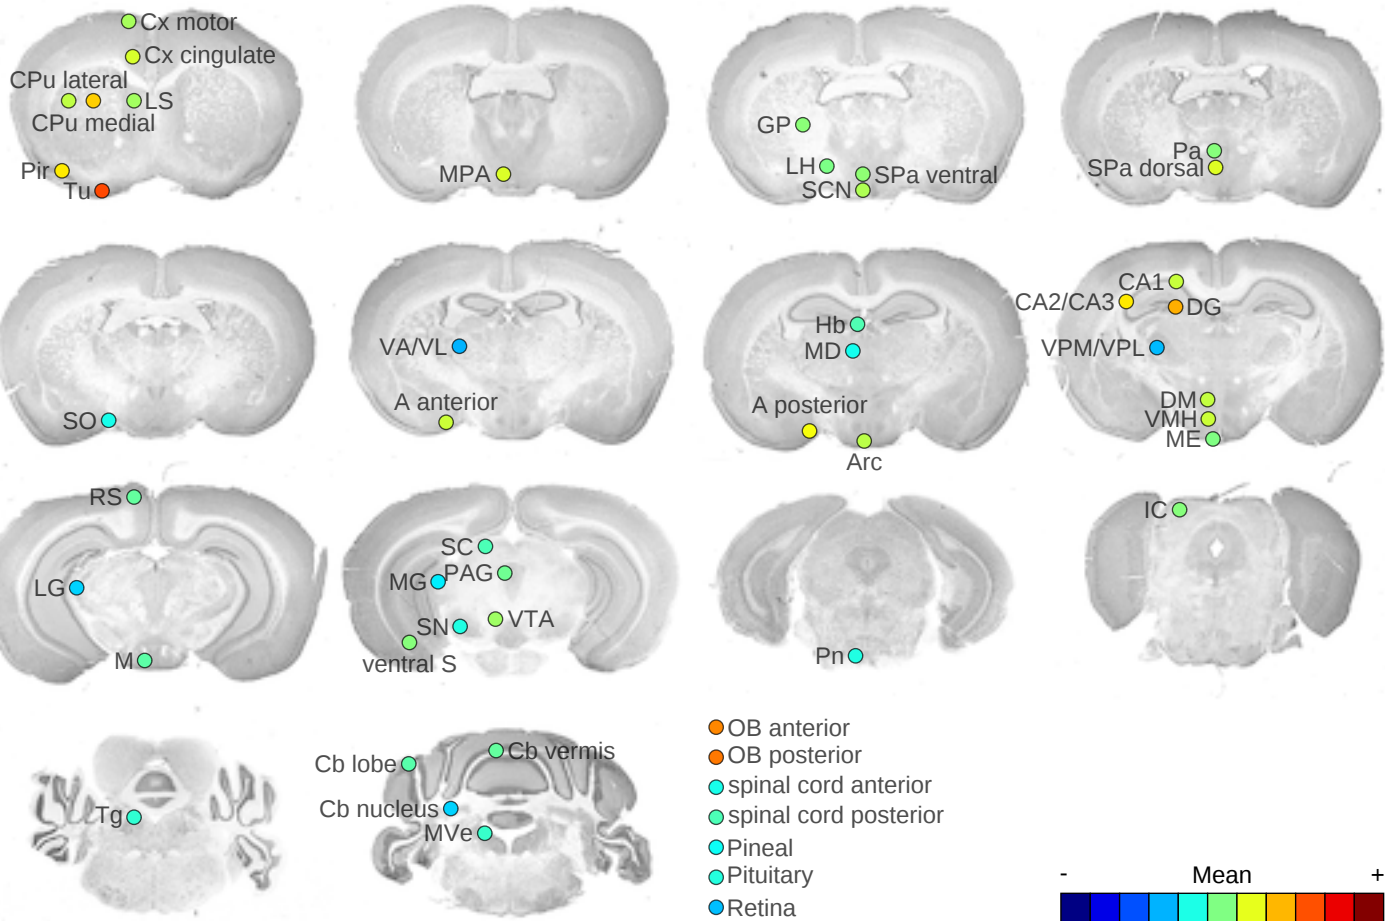 Cx motor
Cx cingulate
CPu lateral
LS
CPu medial
Pir
Tu
MPA
GP
LH
SPa ventral
SCN
Pa
SPa dorsal
SO
VA/VL
A anterior
Hb
MD
A posterior
Arc
CA1
CA2/CA3
DG
VPM/VPL
DM
VMH
ME
RS
LG
M
SC
MG
PAG
SN
VTA
ventral S
Pn
IC
Tg
Cb lobe
Cb vermis
Cb nucleus
MVe
OB anterior
OB posterior
spinal cord anterior
spinal cord posterior
Pineal
Pituitary
Retina
- Mean +